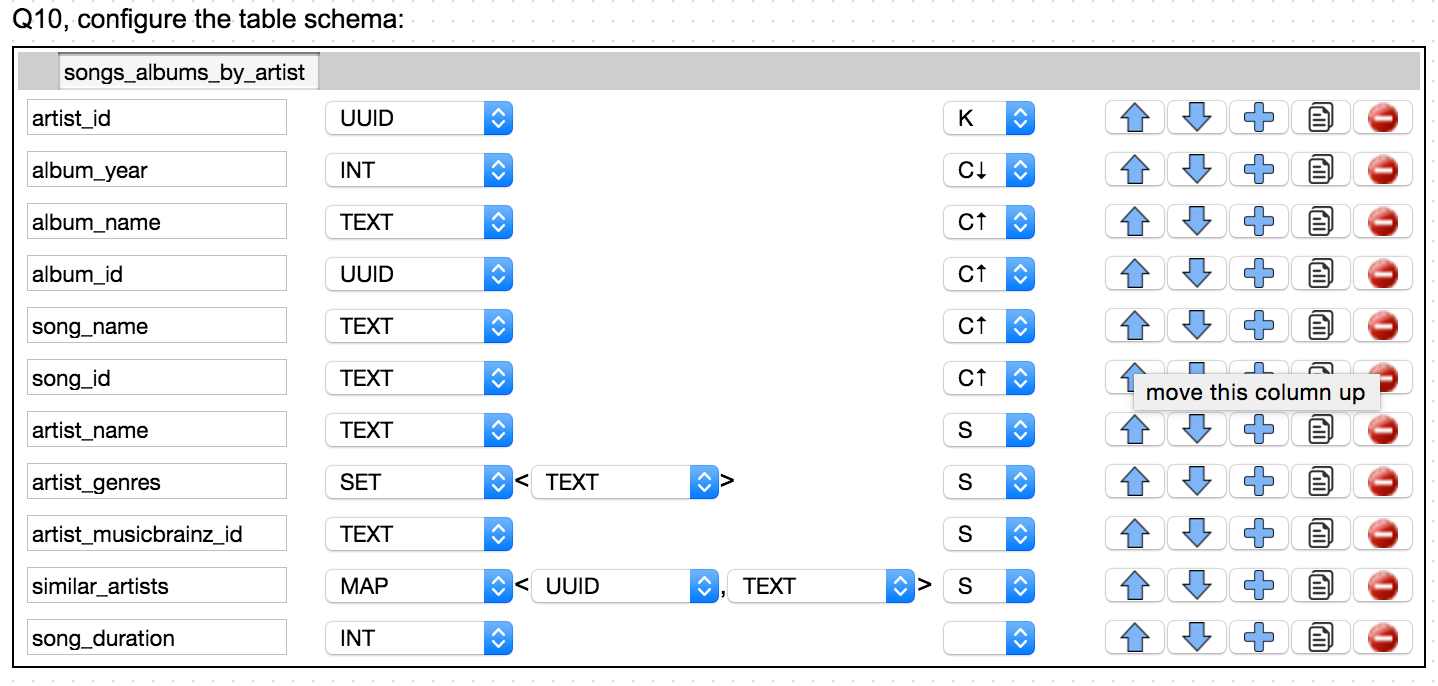 Q10, configure the table schema:
songs_albums_by_artist
artist_id UUID K
album_year INT C↓
album_name TEXT C↑
album_id UUID C↑
song_name TEXT C↑
song_id TEXT C↑
move this column up
artist_name TEXT S
artist_genres SET < TEXT > S
artist_musicbrainz_id TEXT S
similar_artists MAP < UUID , TEXT > S
song_duration INT